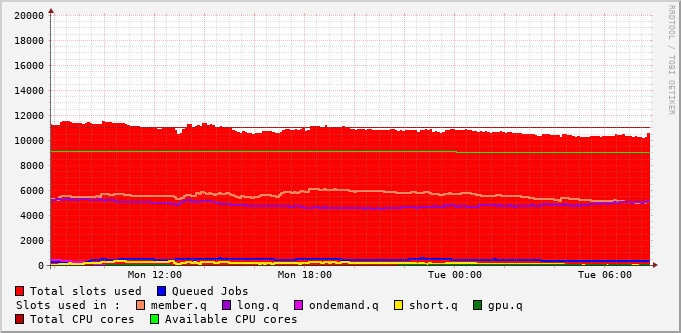 RRDTOOL / TOBI OETIKER
20000
18000
16000
14000
12000
10000
8000
6000
4000
2000
0
Mon 12:00 Mon 18:00 Tue 00:00 Tue 06:00
Total slots used Queued Jobs
Slots used in : member.q long.q ondemand.q short.q gpu.q
Total CPU cores Available CPU cores